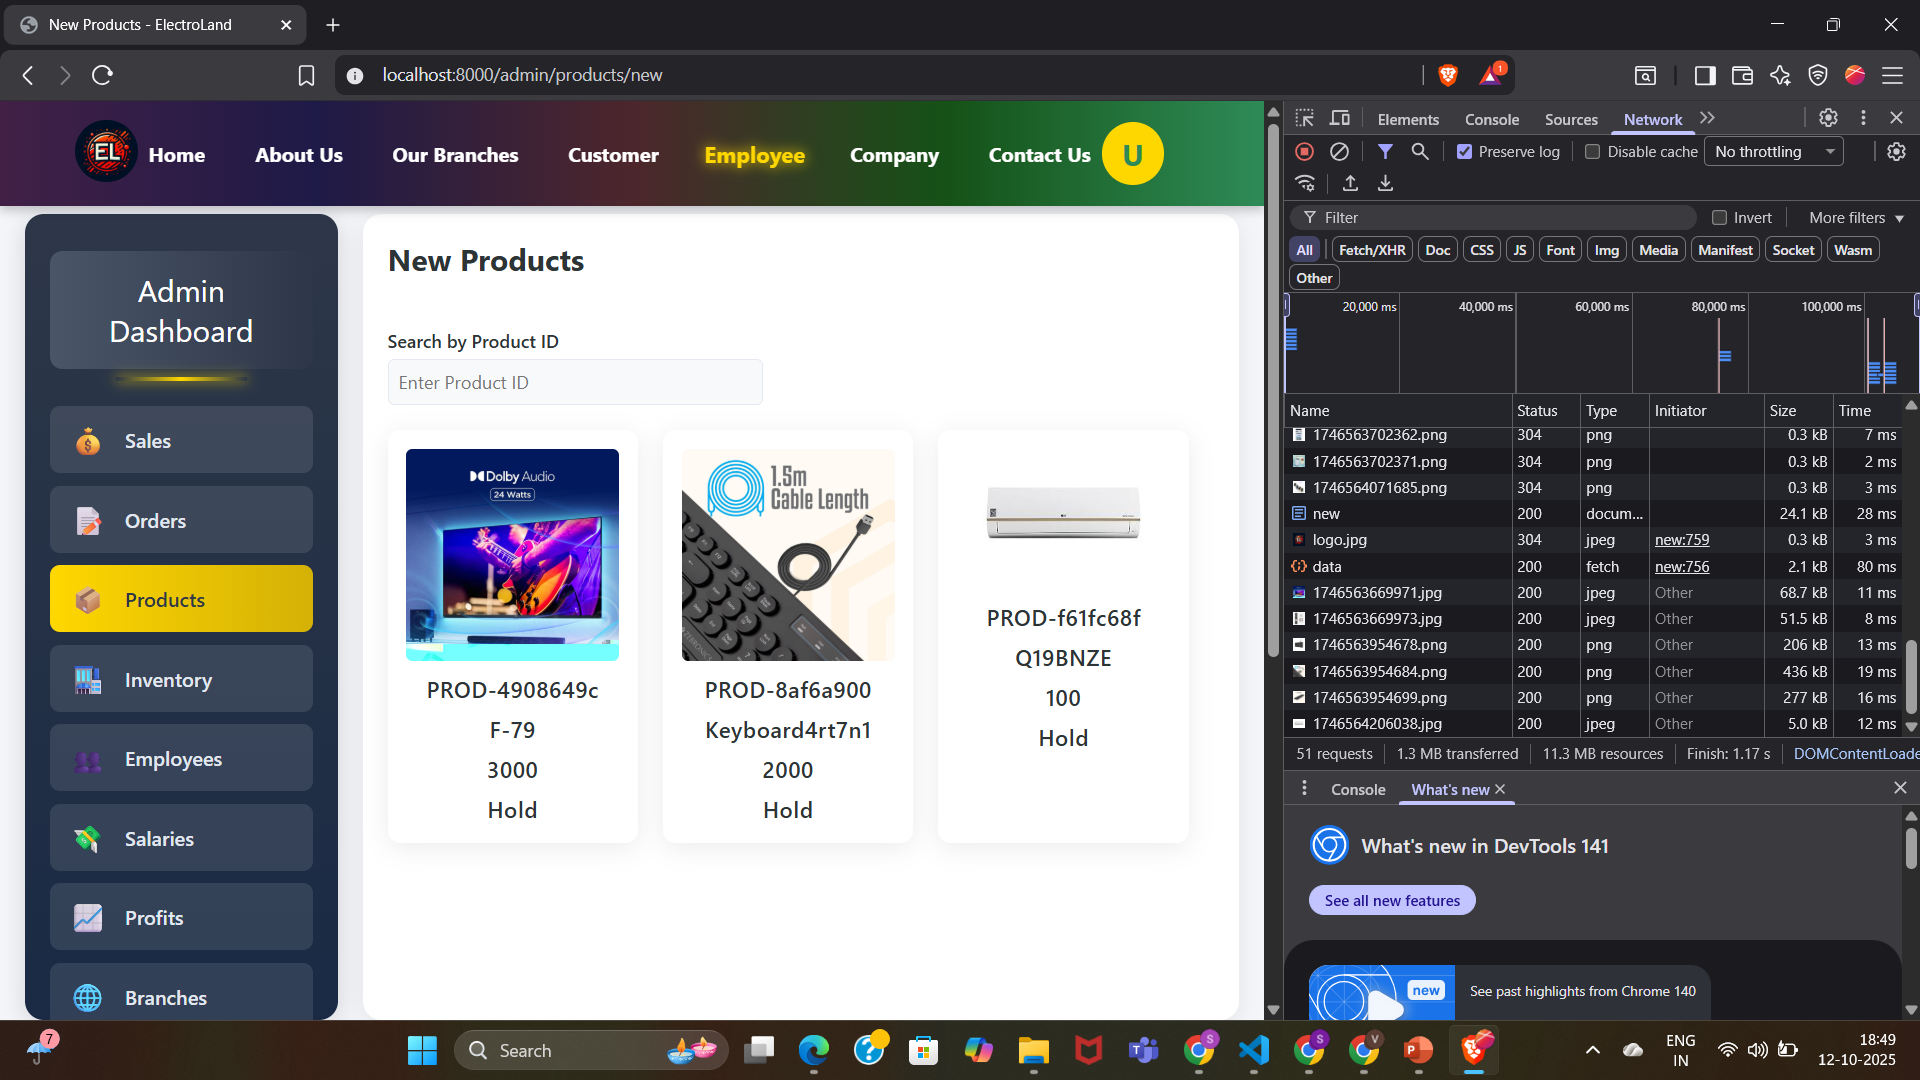 New Products - ElectroLand
localhost:8000/admin/products/new
1
EL
Home
About Us
Our Branches
Customer
Employee
Company
Contact Us
U
Admin
Dashboard
Sales
Orders
Products
Inventory
Employees
Salaries
Profits
Branches
New Products
Search by Product ID
Enter Product ID
Dolby Audio
24 Watts
PROD-4908649c
F-79
3000
Hold
1.5m
Cable Length
PROD-8af6a900
Keyboard4rt7n1
2000
Hold
PROD-f61fc68f
Q19BNZE
100
Hold
Elements Console Sources Network
Preserve log Disable cache No throttling
Filter Invert More filters
All Fetch/XHR Doc CSS JS Font Img Media Manifest Socket Wasm
Other
20,000 ms 40,000 ms 60,000 ms 80,000 ms 100,000 ms
Name Status Type Initiator Size Time
1746563702362.png 304 png 0.3 kB 7 ms
1746563702371.png 304 png 0.3 kB 2 ms
1746564071685.png 304 png 0.3 kB 3 ms
new 200 docum... 24.1 kB 28 ms
logo.jpg 304 jpeg new:759 0.3 kB 3 ms
data 200 fetch new:756 2.1 kB 80 ms
1746563669971.jpg 200 jpeg Other 68.7 kB 11 ms
1746563669973.jpg 200 jpeg Other 51.5 kB 8 ms
1746563954678.png 200 png Other 206 kB 13 ms
1746563954684.png 200 png Other 436 kB 19 ms
1746563954699.png 200 png Other 277 kB 16 ms
1746564206038.jpg 200 jpeg Other 5.0 kB 12 ms
51 requests 1.3 MB transferred 11.3 MB resources Finish: 1.17 s DOMContentLoade
Console What's new
What's new in DevTools 141
See all new features
new
See past highlights from Chrome 140
7
Search
S
S
V
ENG
IN
18:49
12-10-2025